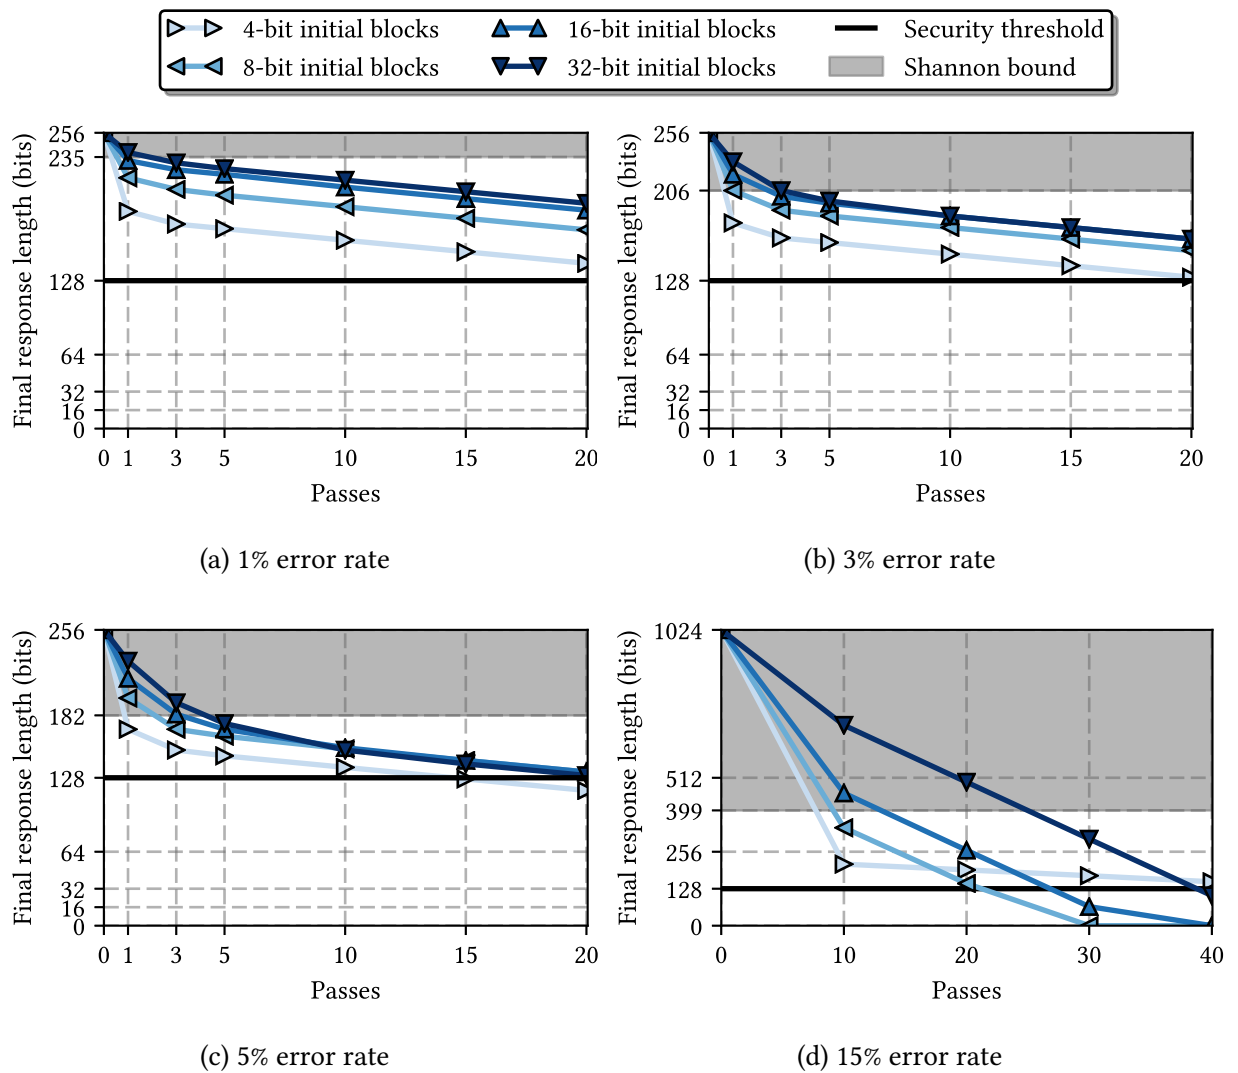 4-bit initial blocks
16-bit initial blocks
Security threshold
8-bit initial blocks
32-bit initial blocks
Shannon bound
Final response length (bits)
256
235
128
64
32
16
0
0 1 3 5 10 15 20
Passes
(a) 1% error rate
Final response length (bits)
256
206
128
64
32
16
0
0 1 3 5 10 15 20
Passes
(b) 3% error rate
Final response length (bits)
256
182
128
64
32
16
0
0 1 3 5 10 15 20
Passes
(c) 5% error rate
Final response length (bits)
1024
512
399
256
128
0
0 10 20 30 40
Passes
(d) 15% error rate